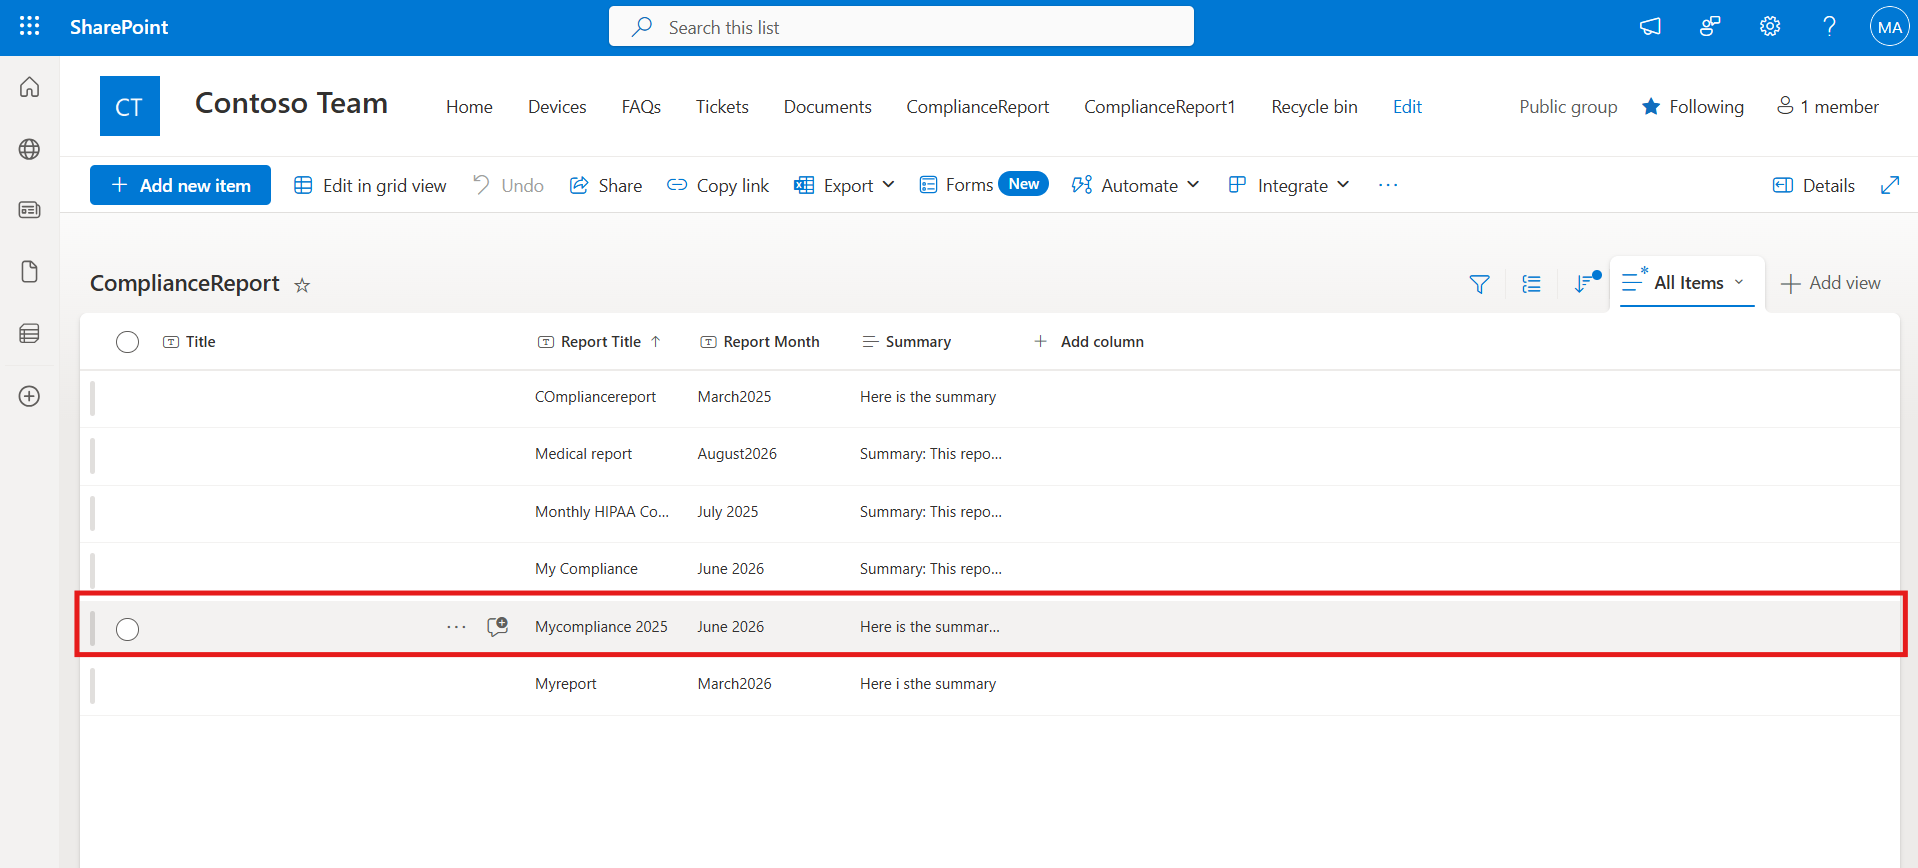 SharePoint
Search this list
MA
CT
Contoso Team
Home Devices FAQs Tickets Documents ComplianceReport ComplianceReport1 Recycle bin Edit
Public group Following 1 member
Add new item Edit in grid view Undo Share Copy link Export Forms New Automate Integrate ... Details
ComplianceReport
All Items Add view
Title Report Title Report Month Summary Add column
COmpliancereport March2025 Here is the summary
Medical report August2026 Summary: This repo...
Monthly HIPAA Co... July 2025 Summary: This repo...
My Compliance June 2026 Summary: This repo...
... Mycompliance 2025 June 2026 Here is the summar...
Myreport March2026 Here i sthe summary